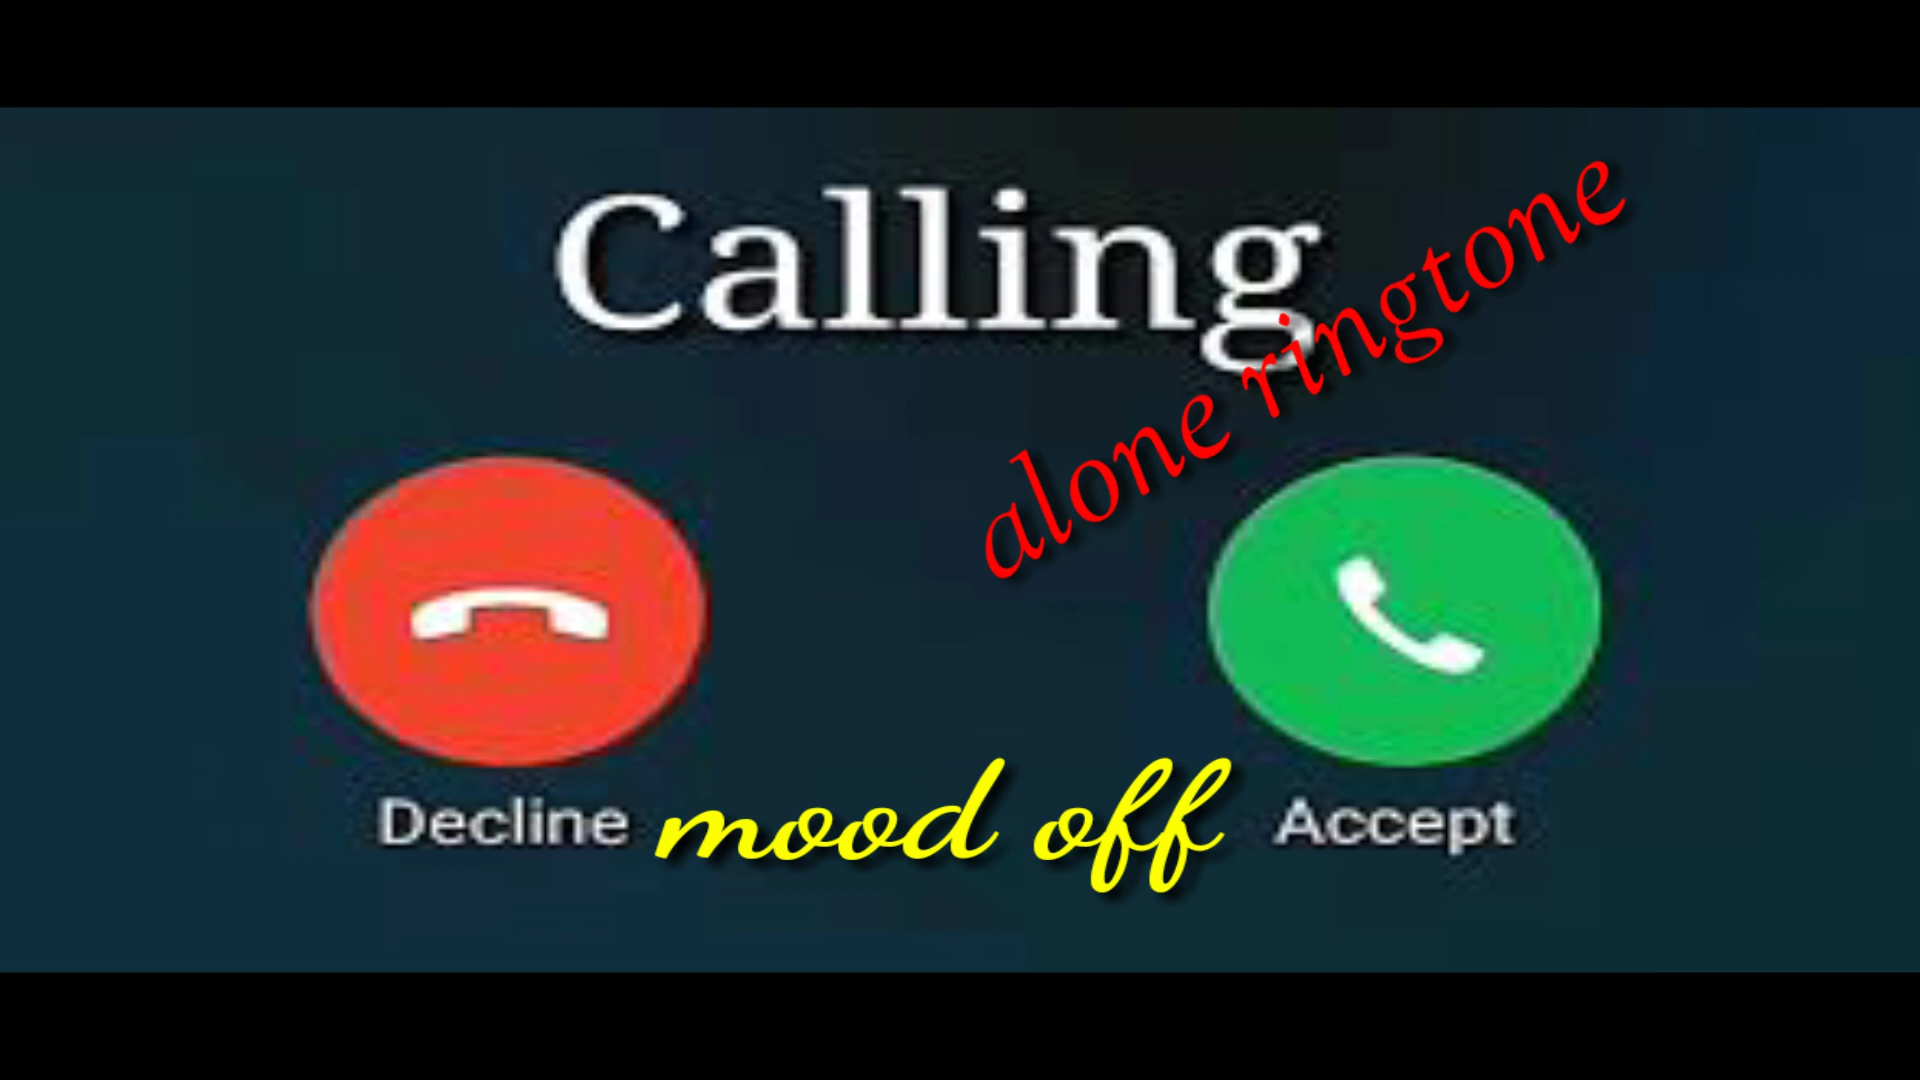 Calling
alone ringtone
Decline
mood off
Accept